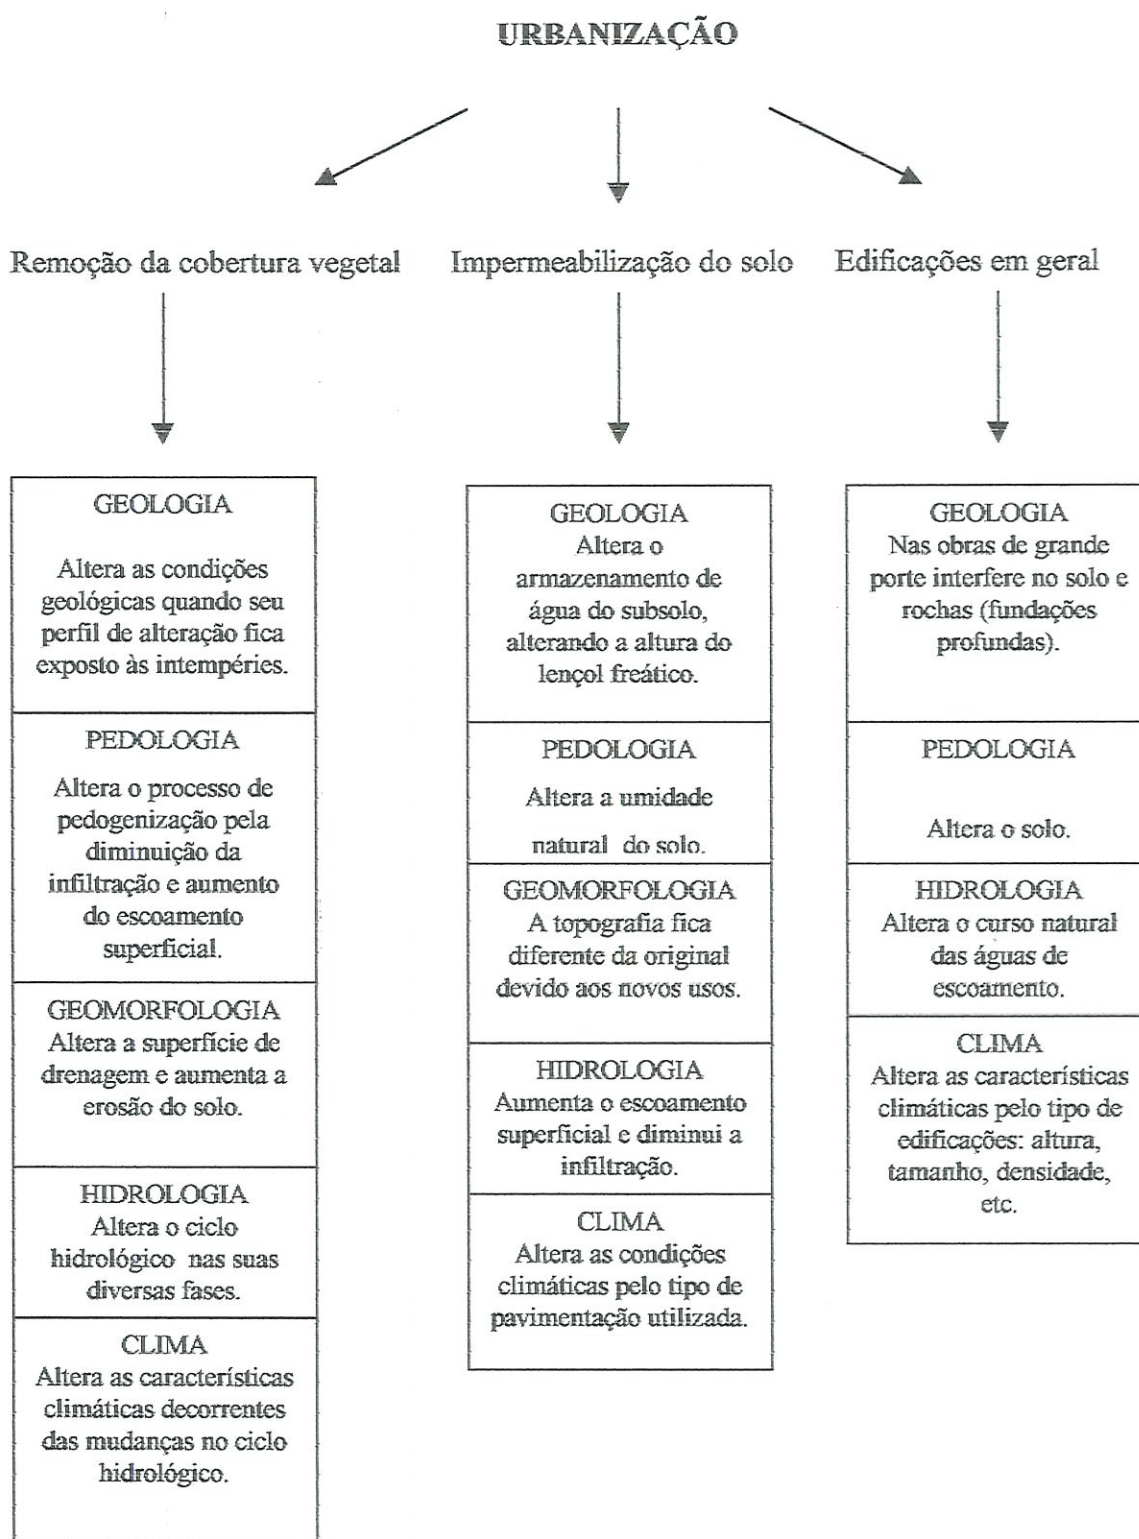 URBANIZAÇÃO
Remoção da cobertura vegetal
Impermeabilização do solo
Edificações em geral
GEOLOGIA
Altera as condições
geológicas quando seu
perfil de alteração fica
exposto às intempéries.
PEDOLOGIA
Altera o processo de
pedogenização pela
diminuição da
infiltração e aumento
do escoamento
superficial.
GEOMORFOLOGIA
Altera a superfície de
drenagem e aumenta a
erosão do solo.
HIDROLOGIA
Altera o ciclo
hidrológico nas suas
diversas fases.
CLIMA
Altera as características
climáticas decorrentes
das mudanças no ciclo
hidrológico.
GEOLOGIA
Altera o
armazenamento de
água do subsolo,
alterando a altura do
lençol freático.
PEDOLOGIA
Altera a umidade
natural do solo.
GEOMORFOLOGIA
A topografia fica
diferente da original
devido aos novos usos.
HIDROLOGIA
Aumenta o escoamento
superficial e diminui a
infiltração.
CLIMA
Altera as condições
climáticas pelo tipo de
pavimentação utilizada.
GEOLOGIA
Nas obras de grande
porte interfere no solo e
rochas (fundações
profundas).
PEDOLOGIA
Altera o solo.
HIDROLOGIA
Altera o curso natural
das águas de
escoamento.
CLIMA
Altera as características
climáticas pelo tipo de
edificações: altura,
tamanho, densidade,
etc.